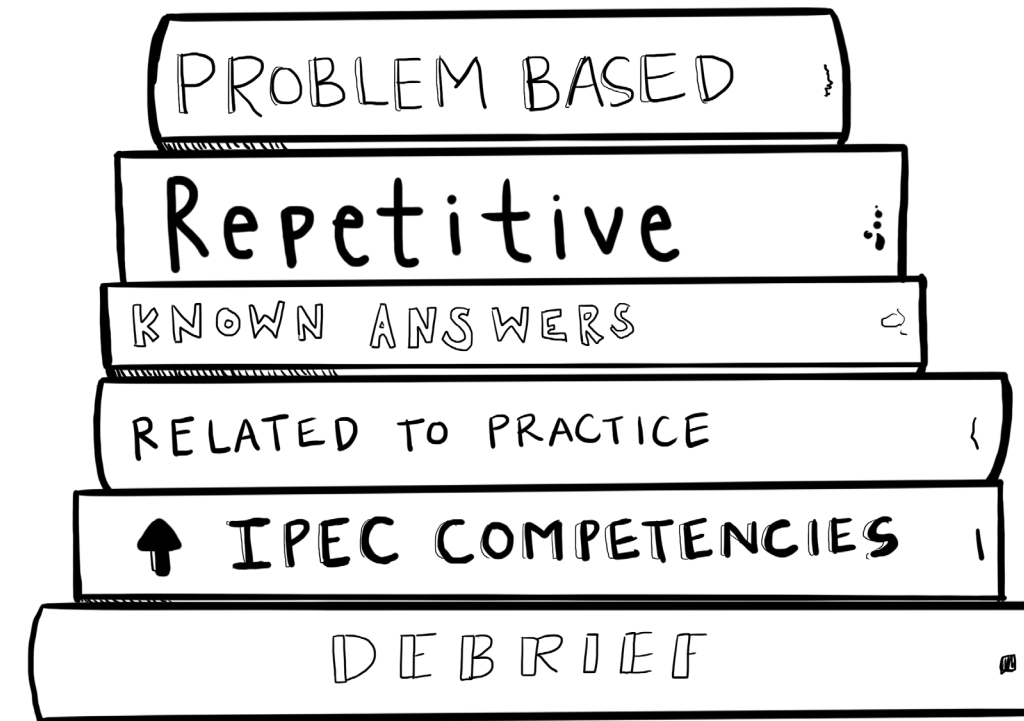 PROBLEM BASED
Repetitive
KNOWN ANSWERS
RELATED TO PRACTICE
↑ IPEC COMPETENCIES
DEBRIEF